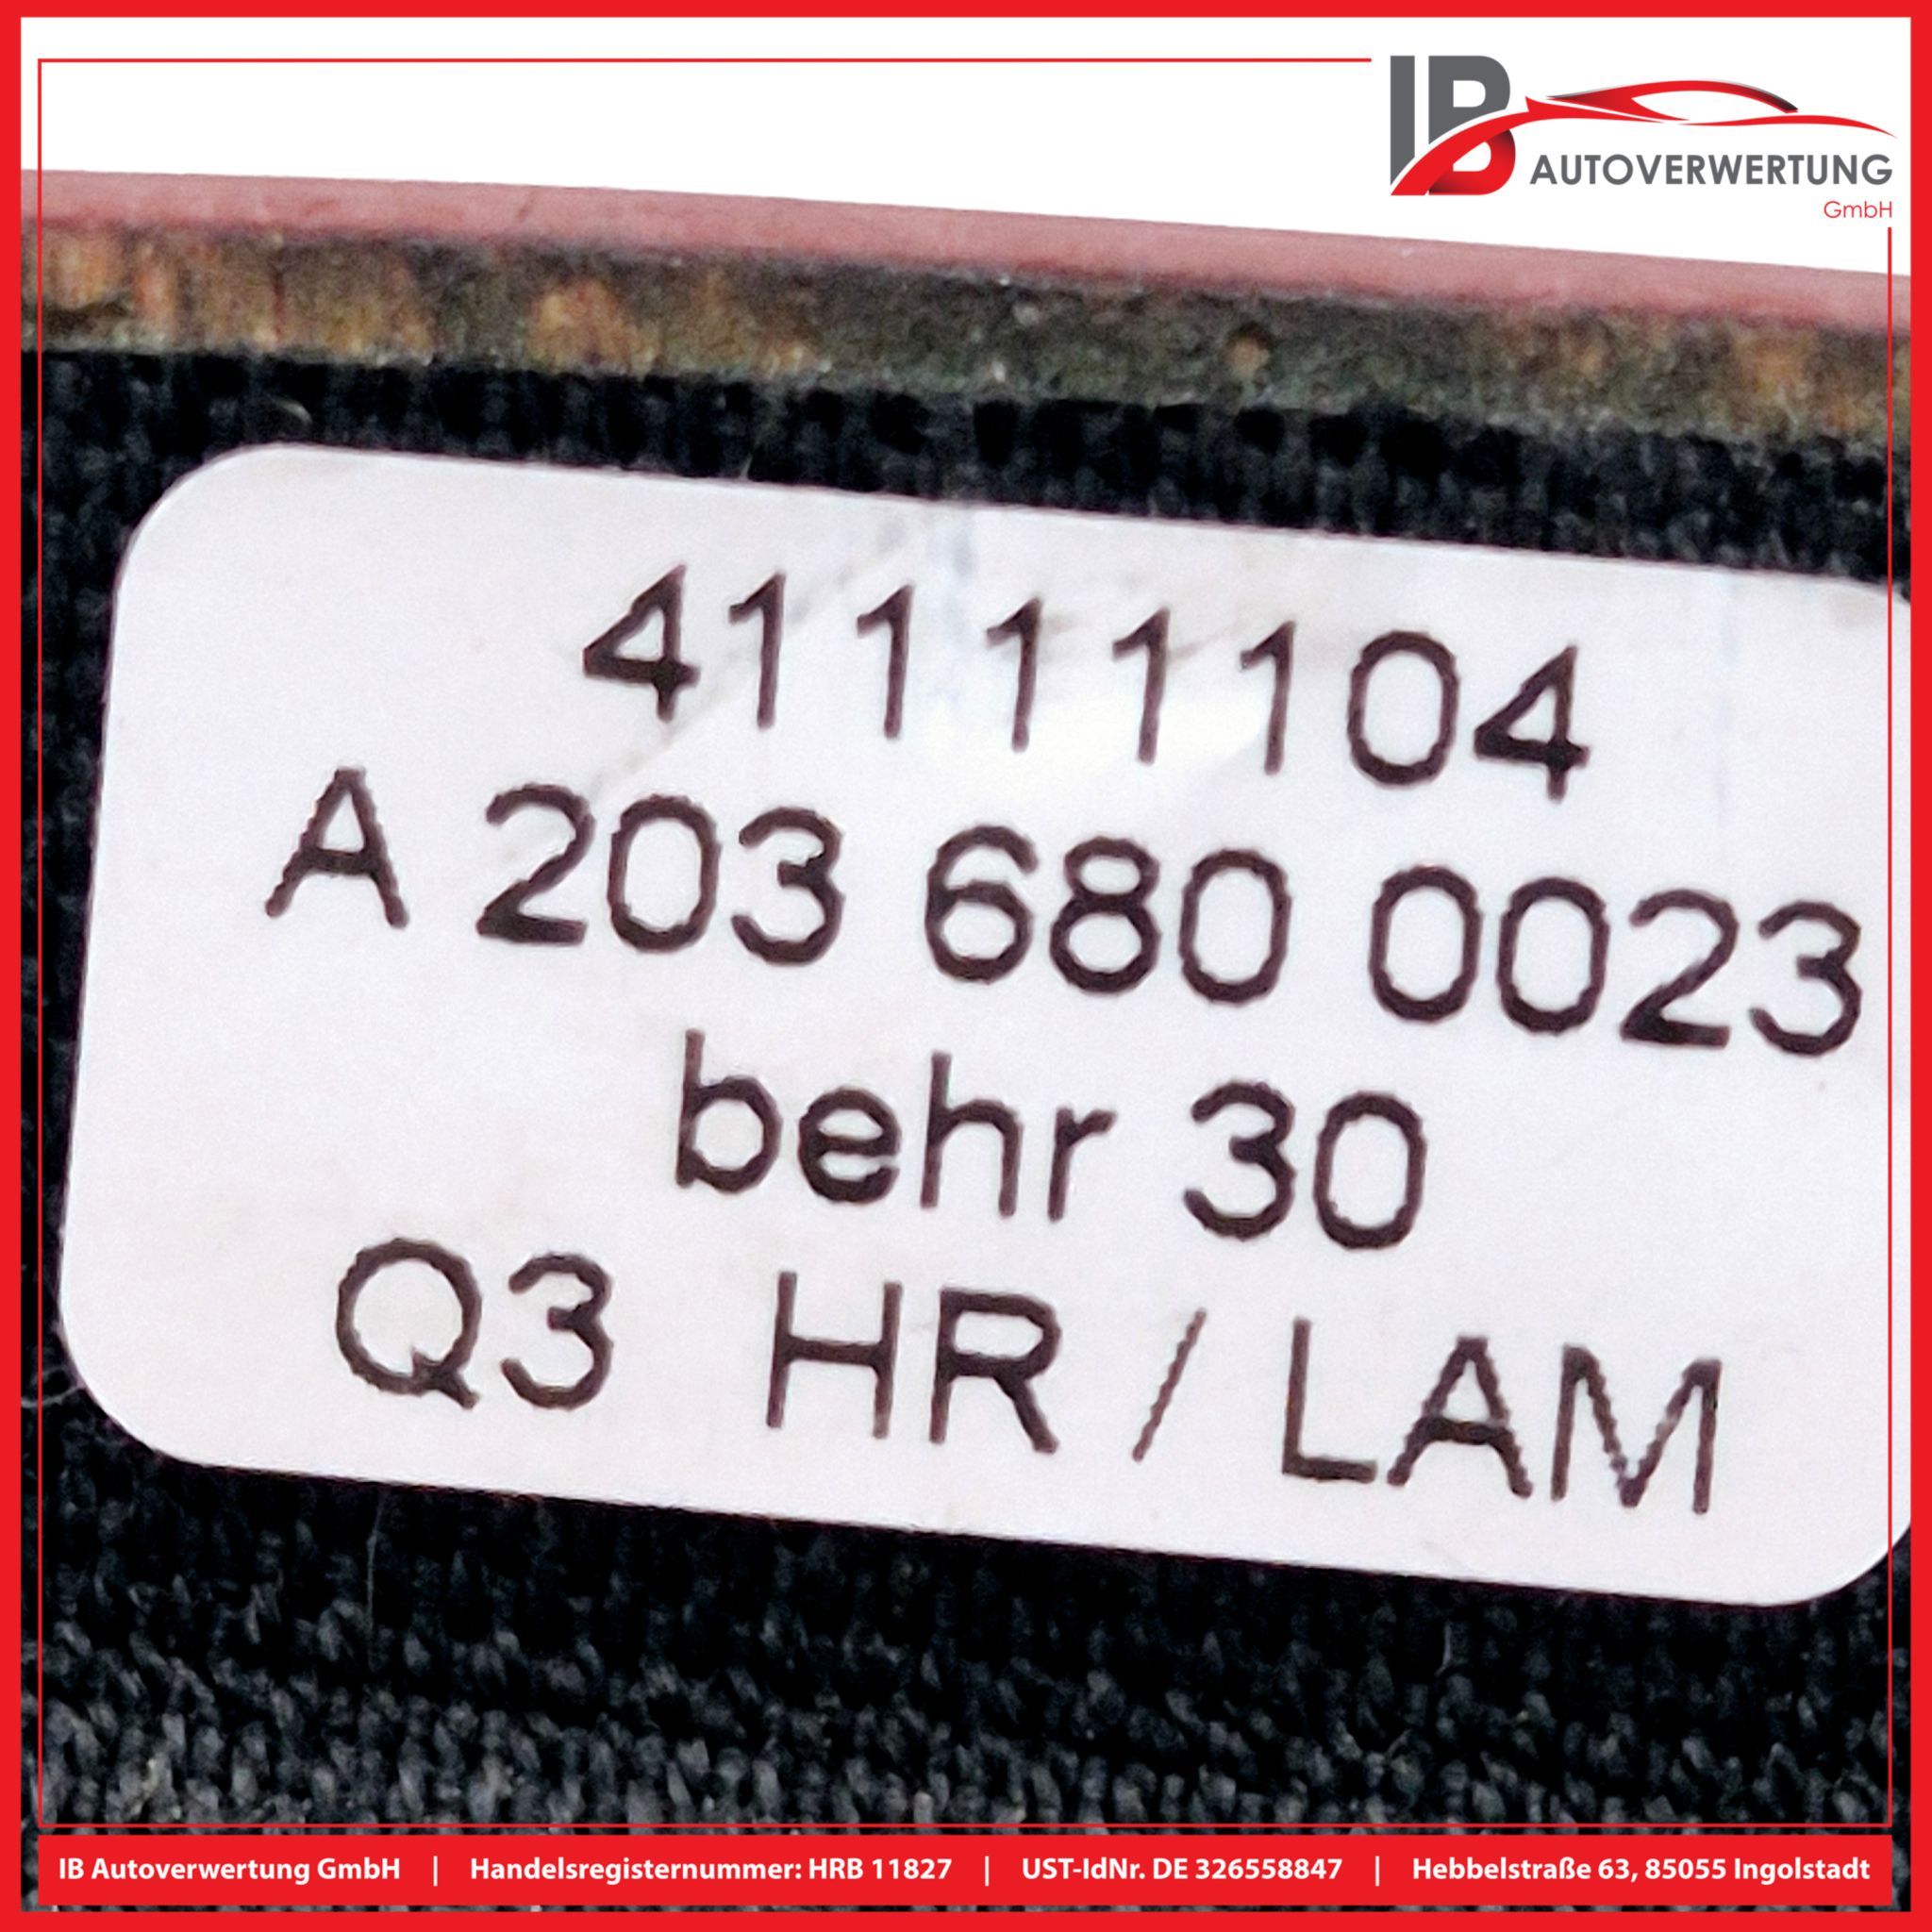 IB
AUTOVERWERTUNG
GmbH
41111104
A 203 680 0023
behr 30
Q3 HR / LAM
IB Autoverwertung GmbH | Handelsregisternummer: HRB 11827 | UST-IdNr. DE 326558847 | Hebbelstraße 63, 85055 Ingolstadt